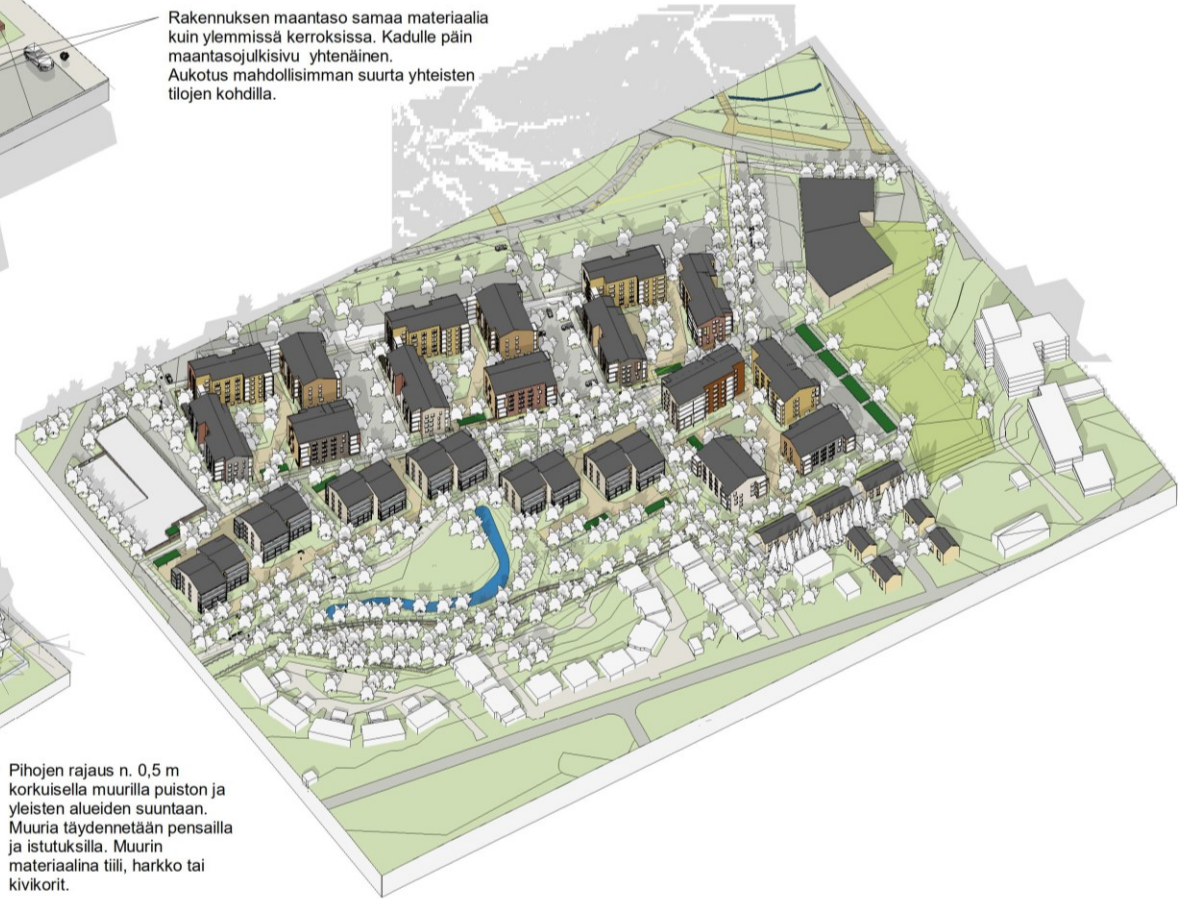 Rakennuksen maantaso samaa materiaalia
kuin ylemmissä kerroksissa. Kadulle päin
maantasojulkisivu yhtenäinen.
Aukotus mahdollisimman suurta yhteisten
tilojen kohdilla.
Pihojen rajaus n. 0,5 m
korkuisella muurilla puiston ja
yleisten alueiden suuntaan.
Muuria täydennetään pensailla
ja istutuksilla. Muurin
materiaalina tiili, harkko tai
kivikorit.